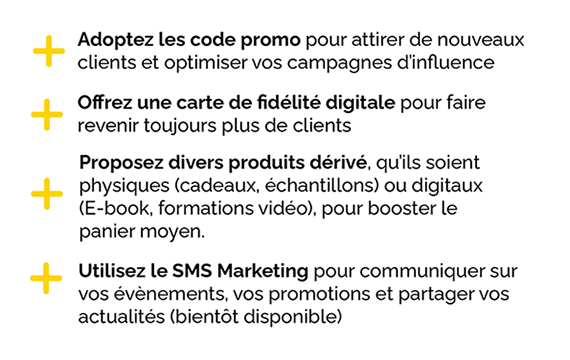 Adoptez les code promo pour attirer de nouveaux
clients et optimiser vos campagnes d’influence
Offrez une carte de fidélité digitale pour faire
revenir toujours plus de clients
Proposez divers produits dérivé, qu’ils soient
physiques (cadeaux, échantillons) ou digitaux
(E-book, formations vidéo), pour booster le
panier moyen.
Utilisez le SMS Marketing pour communiquer sur
vos évènements, vos promotions et partager vos
actualités (bientôt disponible)